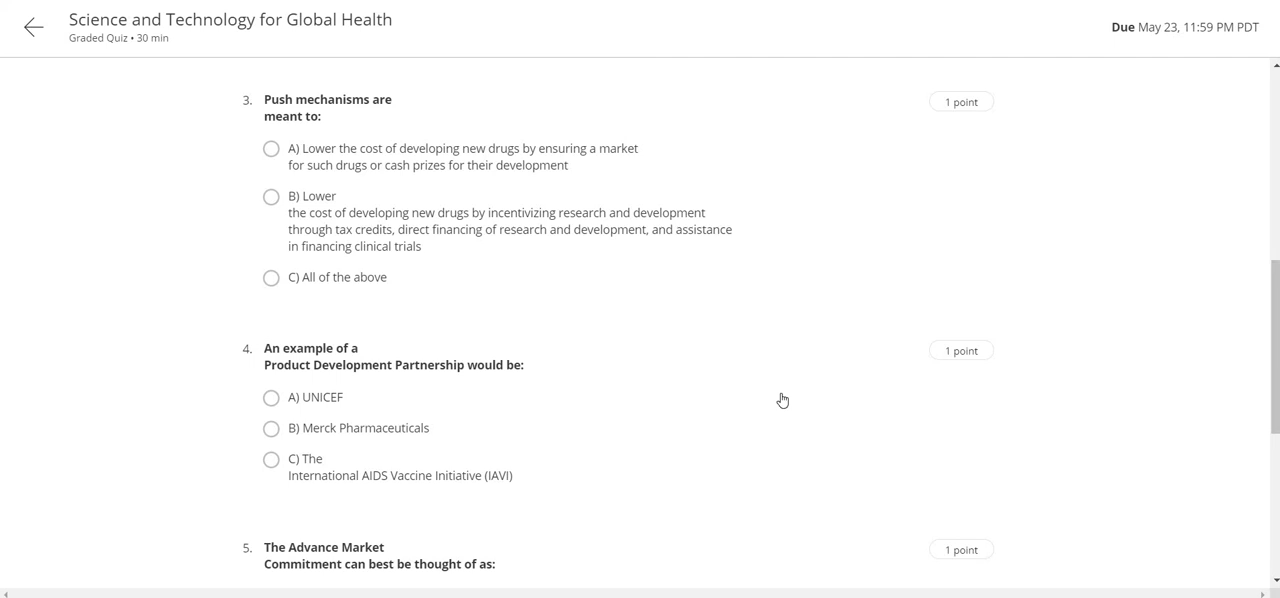 Science and Technology for Global Health
Graded Quiz • 30 min
Due May 23, 11:59 PM PDT
3. Push mechanisms are
meant to:
1 point
A) Lower the cost of developing new drugs by ensuring a market
for such drugs or cash prizes for their development
B) Lower
the cost of developing new drugs by incentivizing research and development
through tax credits, direct financing of research and development, and assistance
in financing clinical trials
C) All of the above
4. An example of a
Product Development Partnership would be:
1 point
A) UNICEF
B) Merck Pharmaceuticals
C) The
International AIDS Vaccine Initiative (IAVI)
5. The Advance Market
Commitment can best be thought of as:
1 point